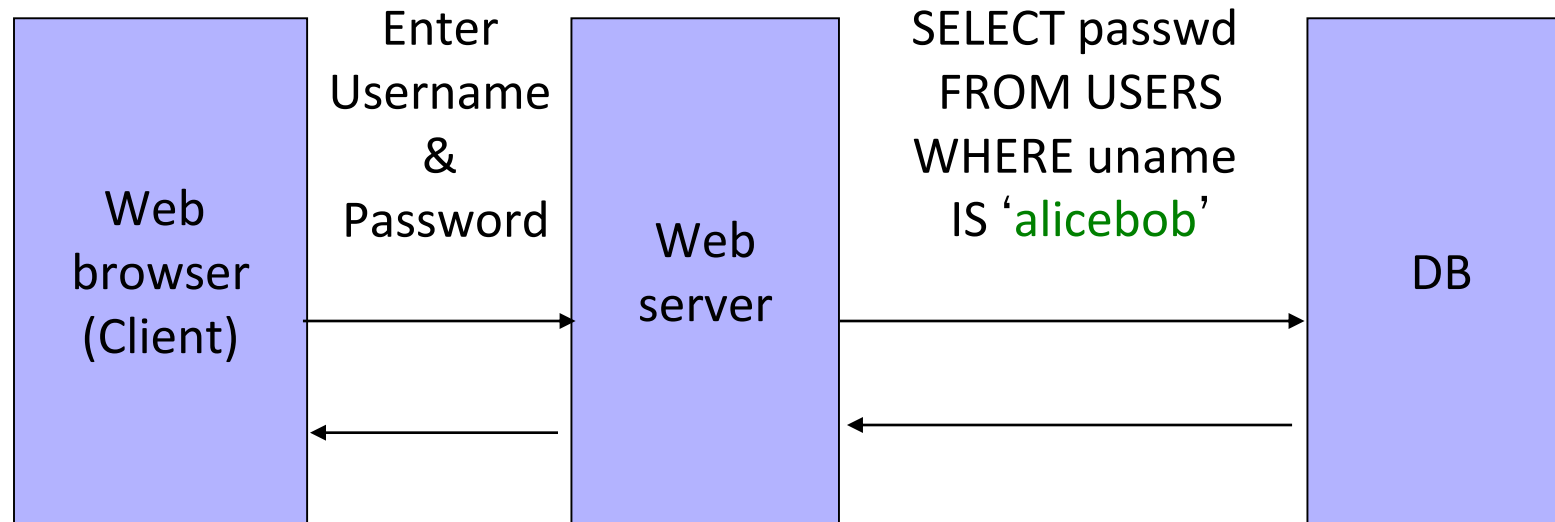 Web
browser
(Client)
Enter
Username
&
Password
Web
server
SELECT passwd
FROM USERS
WHERE uname
IS ‘alicebob’
DB